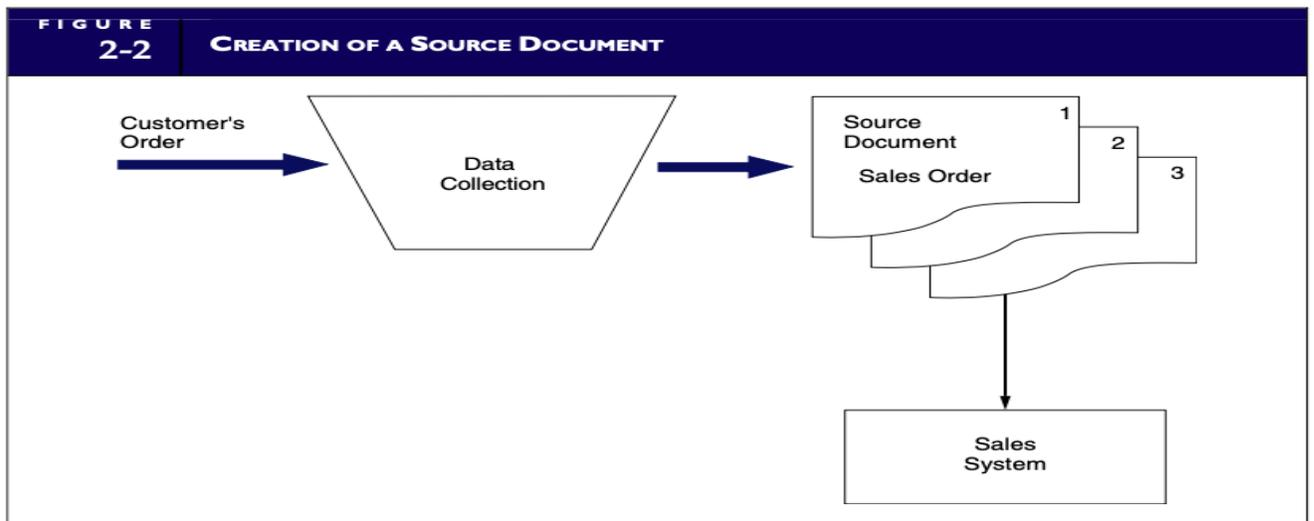 FIGURE
2-2
CREATION OF A SOURCE DOCUMENT
Customer's
Order
Data
Collection
Source
Document
Sales Order
1
2
3
Sales
System